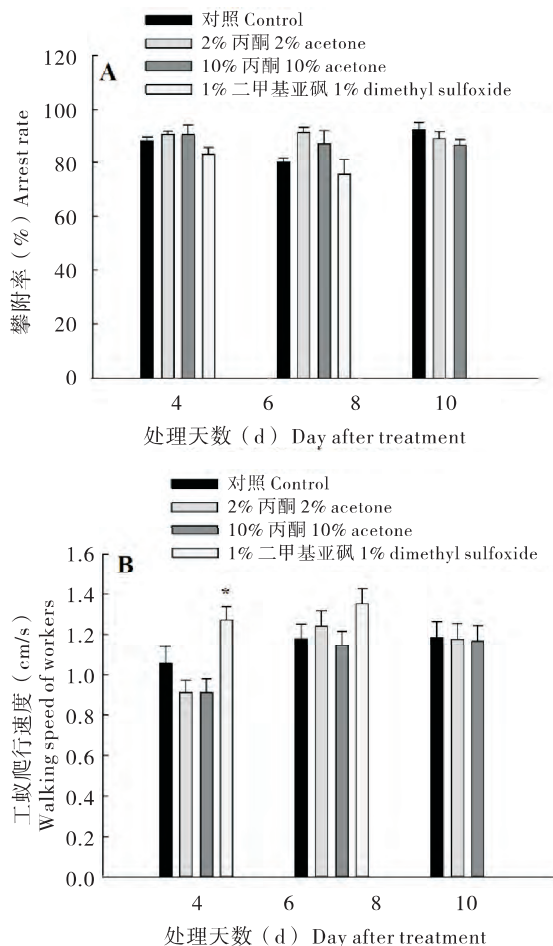 对照 Control
2% 丙酮 2% acetone
10% 丙酮 10% acetone
1% 二甲基亚砜 1% dimethyl sulfoxide
A
120
100
80
60
40
20
0
攀附率（%）Arrest rate
4 6 8 10
处理天数（d）Day after treatment
对照 Control
2% 丙酮 2% acetone
10% 丙酮 10% acetone
1% 二甲基亚砜 1% dimethyl sulfoxide
B
1.6
1.4
1.2
1.0
0.8
1.6
0.4
0.2
0.0
*
工蚁爬行速度（cm/s）
Walking speed of workers
4 6 8 10
处理天数（d）Day after treatment